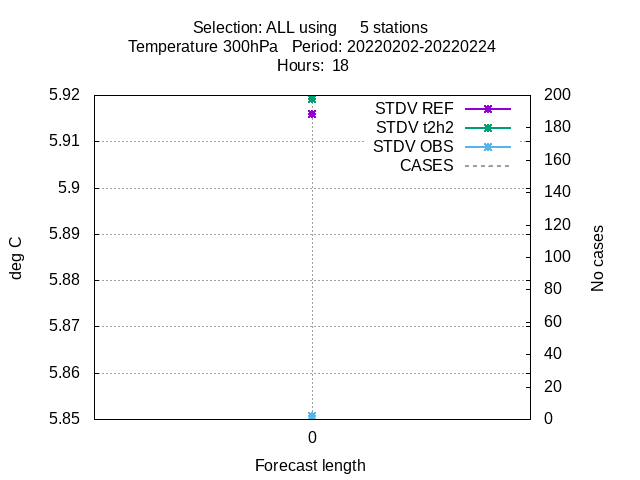 Selection: ALL using     5 stations
Temperature 300hPa   Period: 20220202-20220224
Hours:  18
STDV REF
STDV t2h2
STDV OBS
CASES
5.92
5.91
5.9
5.89
5.88
5.87
5.86
5.85
200
180
160
140
120
100
80
60
40
20
0
deg C
No cases
0
Forecast length